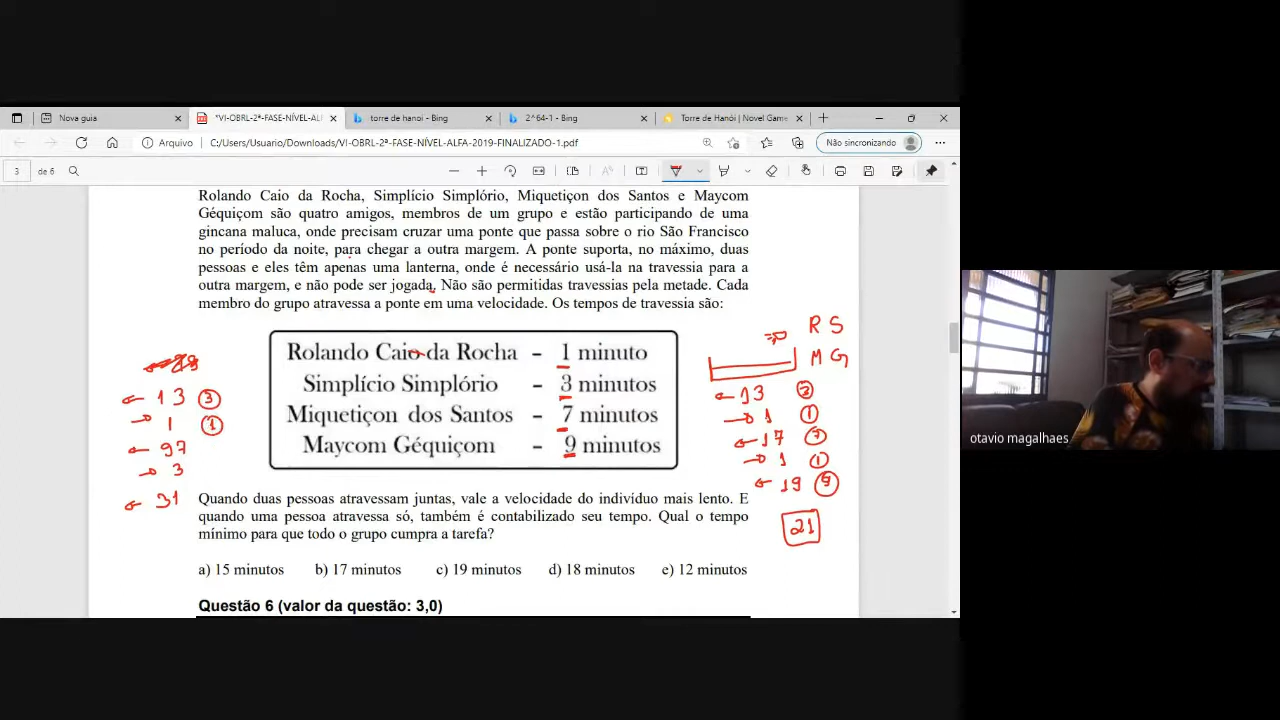 Nova guia
*VI-OBRL-2ª-FASE-NÍVEL-AL
torre de hanoi - Bing
2^64-1 - Bing
Torre de Hanói | Novel Game
Arquivo
C:/Users/Usuario/Downloads/VI-OBRL-2ª-FASE-NÍVEL-ALFA-2019-FINALIZADO-1.pdf
Não sincronizando
3
de 6
Rolando Caio da Rocha, Simplício Simplório, Miquetiçon dos Santos e Maycom
Géquiçom são quatro amigos, membros de um grupo e estão participando de uma
gincana maluca, onde precisam cruzar uma ponte que passa sobre o rio São Francisco
no período da noite, para chegar a outra margem. A ponte suporta, no máximo, duas
pessoas e eles têm apenas uma lanterna, onde é necessário usá-la na travessia para a
outra margem, e não pode ser jogada. Não são permitidas travessias pela metade. Cada
membro do grupo atravessa a ponte em uma velocidade. Os tempos de travessia são:
Rolando Caio da Rocha - 1 minuto
Simplício Simplório - 3 minutos
Miquetiçon dos Santos - 7 minutos
Maycom Géquiçom - 9 minutos
← 13 3
→ 1 1
← 97
→ 3
← 31
R S
M G
← 13 3
→ 1 1
← 17 7
→ 1 1
← 19 9
21
Quando duas pessoas atravessam juntas, vale a velocidade do indivíduo mais lento. E
quando uma pessoa atravessa só, também é contabilizado seu tempo. Qual o tempo
mínimo para que todo o grupo cumpra a tarefa?
a) 15 minutos b) 17 minutos c) 19 minutos d) 18 minutos e) 12 minutos
Questão 6 (valor da questão: 3,0)
otavio magalhaes